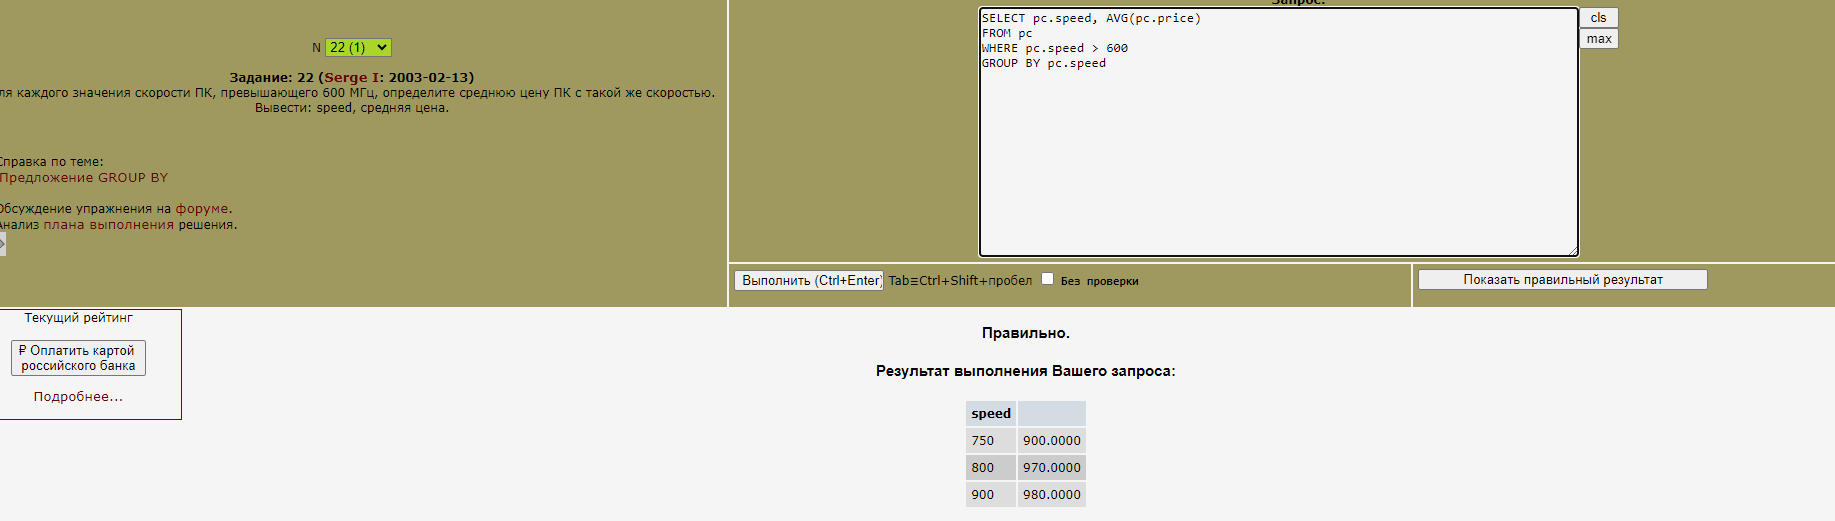 N 22 (1)
Задание: 22 (Serge I: 2003-02-13)
ля каждого значения скорости ПК, превышающего 600 МГц, определите среднюю цену ПК с такой же скоростью.
Вывести: speed, средняя цена.
Справка по теме:
Предложение GROUP BY
Обсуждение упражнения на форуме.
Анализ плана выполнения решения.
Запрос:
SELECT pc.speed, AVG(pc.price)
FROM pc
WHERE pc.speed > 600
GROUP BY pc.speed
cls
max
Выполнить (Ctrl+Enter) Tab≡Ctrl+Shift+пробел Без проверки
Показать правильный результат
Текущий рейтинг
₽ Оплатить картой
российского банка
Подробнее...
Правильно.
Результат выполнения Вашего запроса:
speed
750 900.0000
800 970.0000
900 980.0000